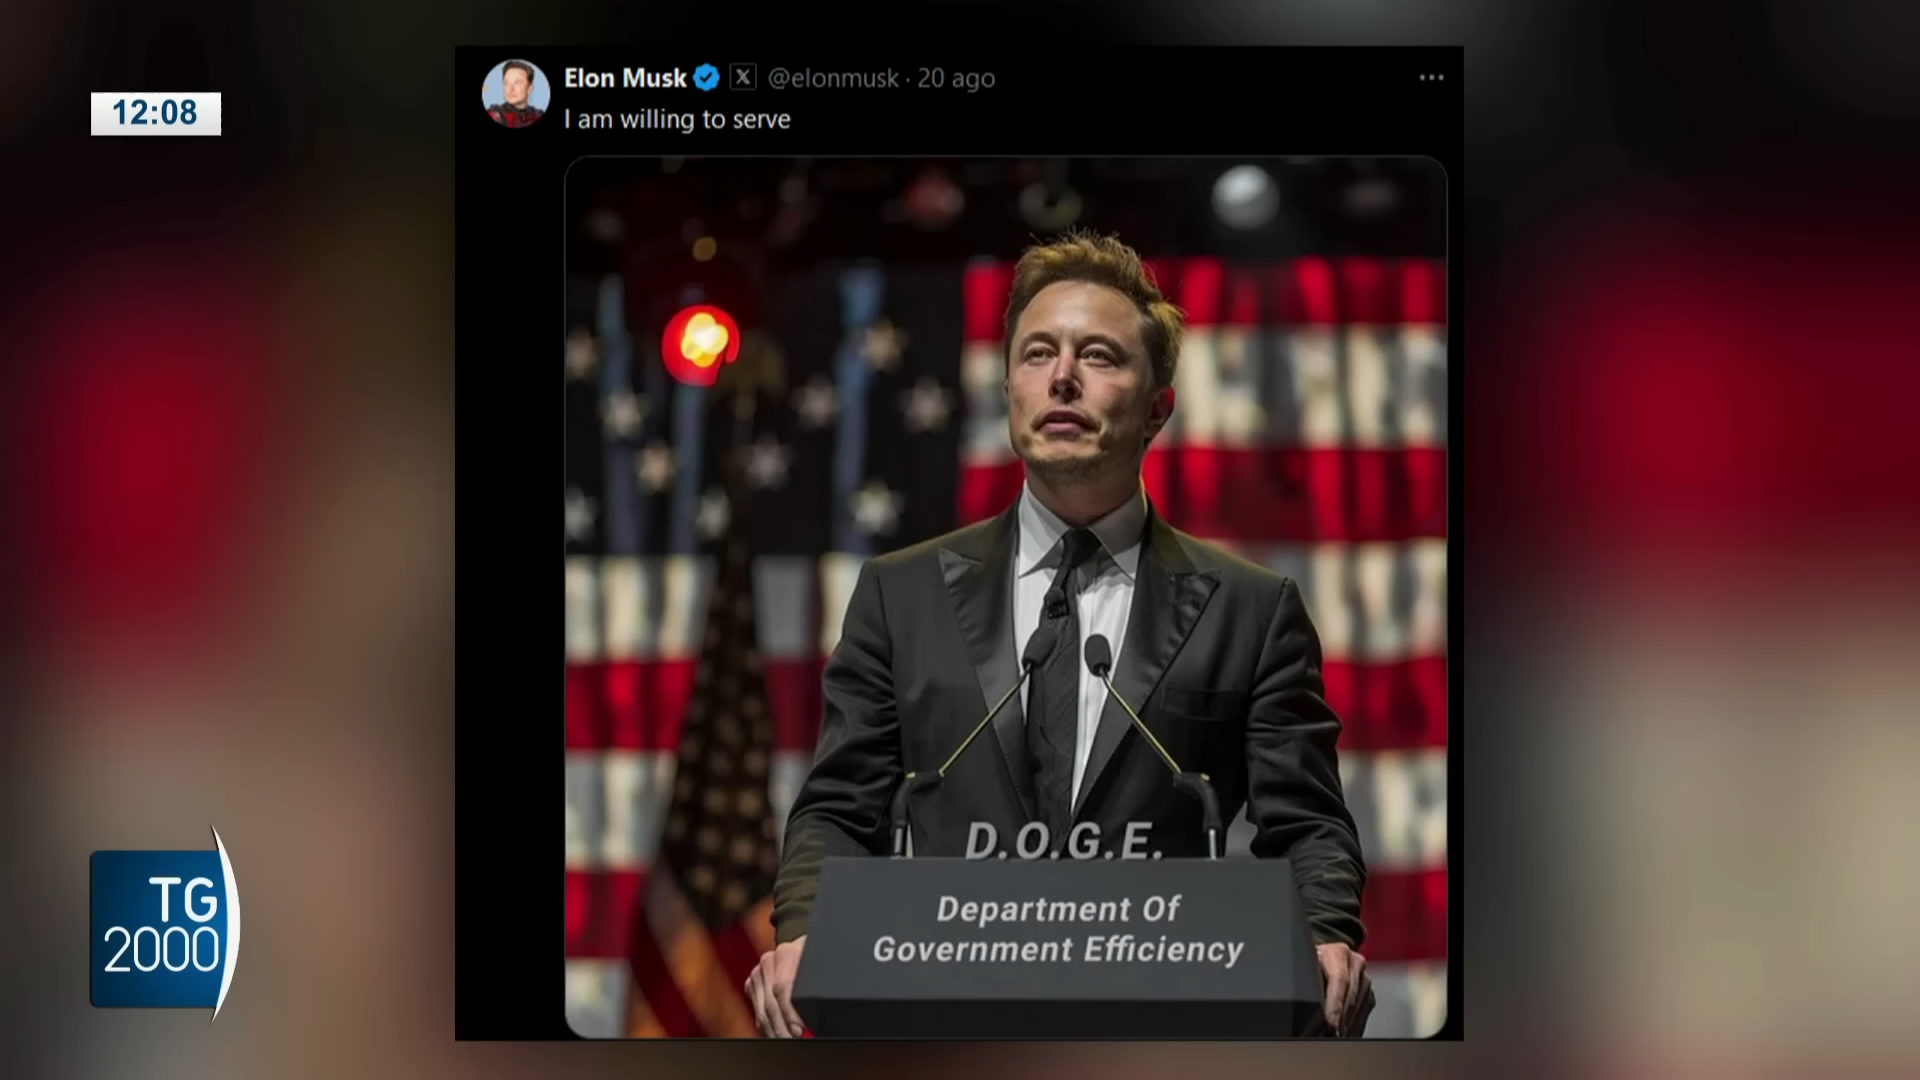 12:08
Elon Musk X @elonmusk · 20 ago
I am willing to serve
D.O.G.E.
Department Of
Government Efficiency
TG
2000